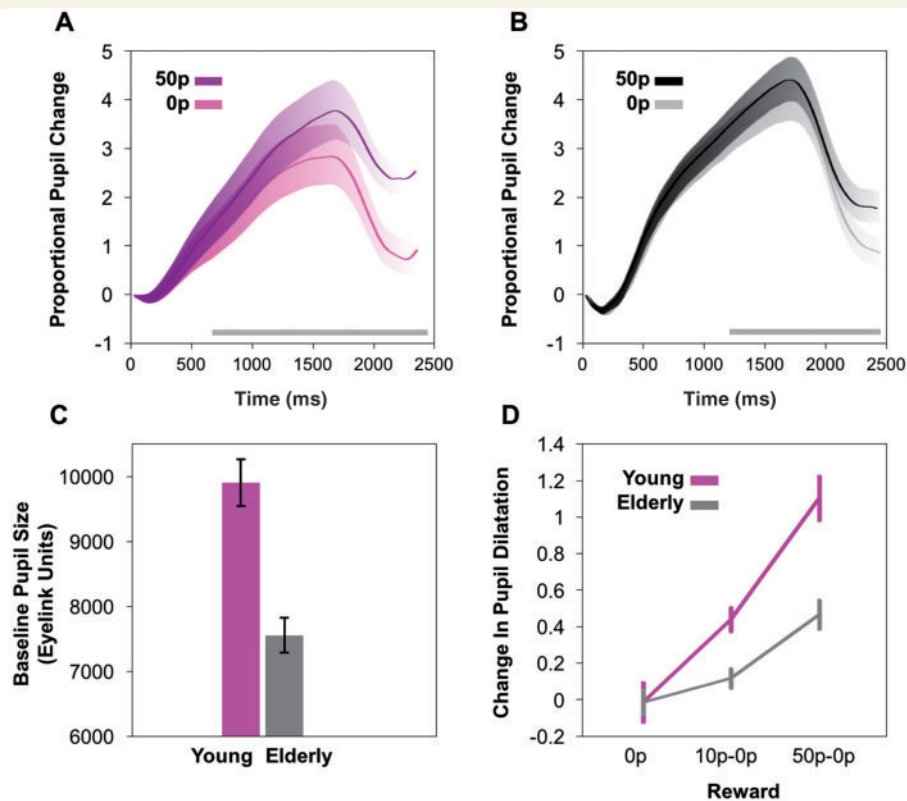 A
Proportional Pupil Change
5
4
3
2
1
0
-1
50p
0p
0
500
1000
1500
2000
2500
Time (ms)
B
Proportional Pupil Change
5
4
3
2
1
0
-1
50p
0p
0
500
1000
1500
2000
2500
Time (ms)
C
Baseline Pupil Size
(Eyelink Units)
10000
9000
8000
7000
6000
Young
Elderly
D
Change In Pupil Dilatation
1.4
1.2
1
0.8
0.6
0.4
0.2
0
-0.2
Young
Elderly
0p
10p-0p
50p-0p
Reward